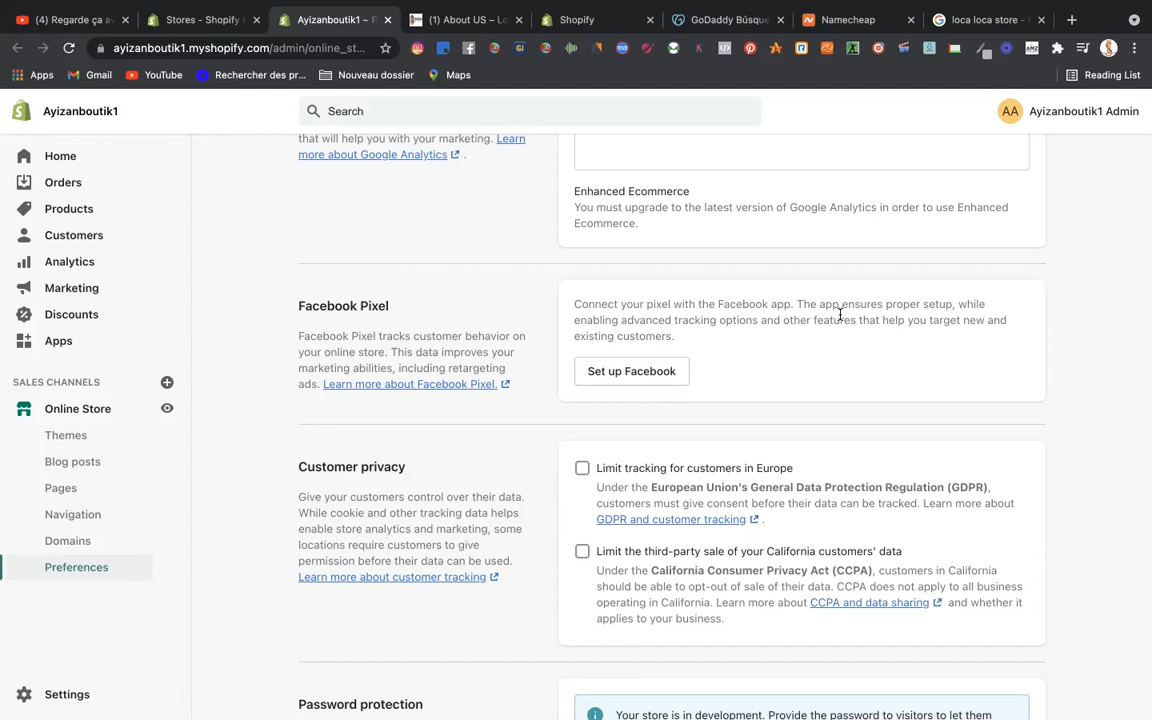 (4) Regarde ça av
Stores - Shopify
Ayizanboutik1 ~ P
(1) About US – Lo
Shopify
GoDaddy Búsque
Namecheap
loca loca store -
ayizanboutik1.myshopify.com/admin/online_st...
Apps
Gmail
YouTube
Rechercher des pr...
Nouveau dossier
Maps
Reading List
Ayizanboutik1
Search
AA
Ayizanboutik1 Admin
Home
Orders
Products
Customers
Analytics
Marketing
Discounts
Apps
SALES CHANNELS
Online Store
Themes
Blog posts
Pages
Navigation
Domains
Preferences
Settings
that will help you with your marketing. Learn
more about Google Analytics .
Enhanced Ecommerce
You must upgrade to the latest version of Google Analytics in order to use Enhanced
Ecommerce.
Facebook Pixel
Facebook Pixel tracks customer behavior on
your online store. This data improves your
marketing abilities, including retargeting
ads. Learn more about Facebook Pixel.
Connect your pixel with the Facebook app. The app ensures proper setup, while
enabling advanced tracking options and other features that help you target new and
existing customers.
Set up Facebook
Customer privacy
Give your customers control over their data.
While cookie and other tracking data helps
enable store analytics and marketing, some
locations require customers to give
permission before their data can be used.
Learn more about customer tracking
Limit tracking for customers in Europe
Under the European Union's General Data Protection Regulation (GDPR),
customers must give consent before their data can be tracked. Learn more about
GDPR and customer tracking .
Limit the third-party sale of your California customers' data
Under the California Consumer Privacy Act (CCPA), customers in California
should be able to opt-out of sale of their data. CCPA does not apply to all business
operating in California. Learn more about CCPA and data sharing and whether it
applies to your business.
Password protection
Your store is in development. Provide the password to visitors to let them